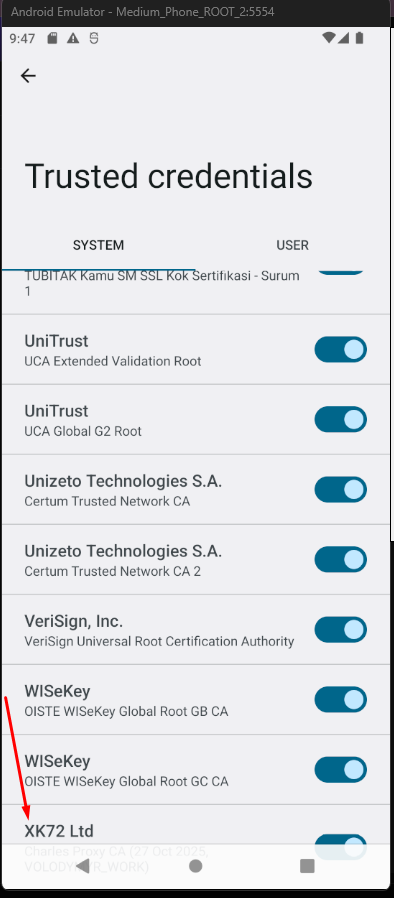 Android Emulator - Medium_Phone_ROOT_2:5554
9:47
Trusted credentials
SYSTEM
USER
TUBITAK Kamu SM SSL Kok Sertifikasi - Surum
1
UniTrust
UCA Extended Validation Root
UniTrust
UCA Global G2 Root
Unizeto Technologies S.A.
Certum Trusted Network CA
Unizeto Technologies S.A.
Certum Trusted Network CA 2
VeriSign, Inc.
VeriSign Universal Root Certification Authority
WISeKey
OISTE WISeKey Global Root GB CA
WISeKey
OISTE WISeKey Global Root GC CA
XK72 Ltd
Charles Proxy CA (27 Oct 2025,